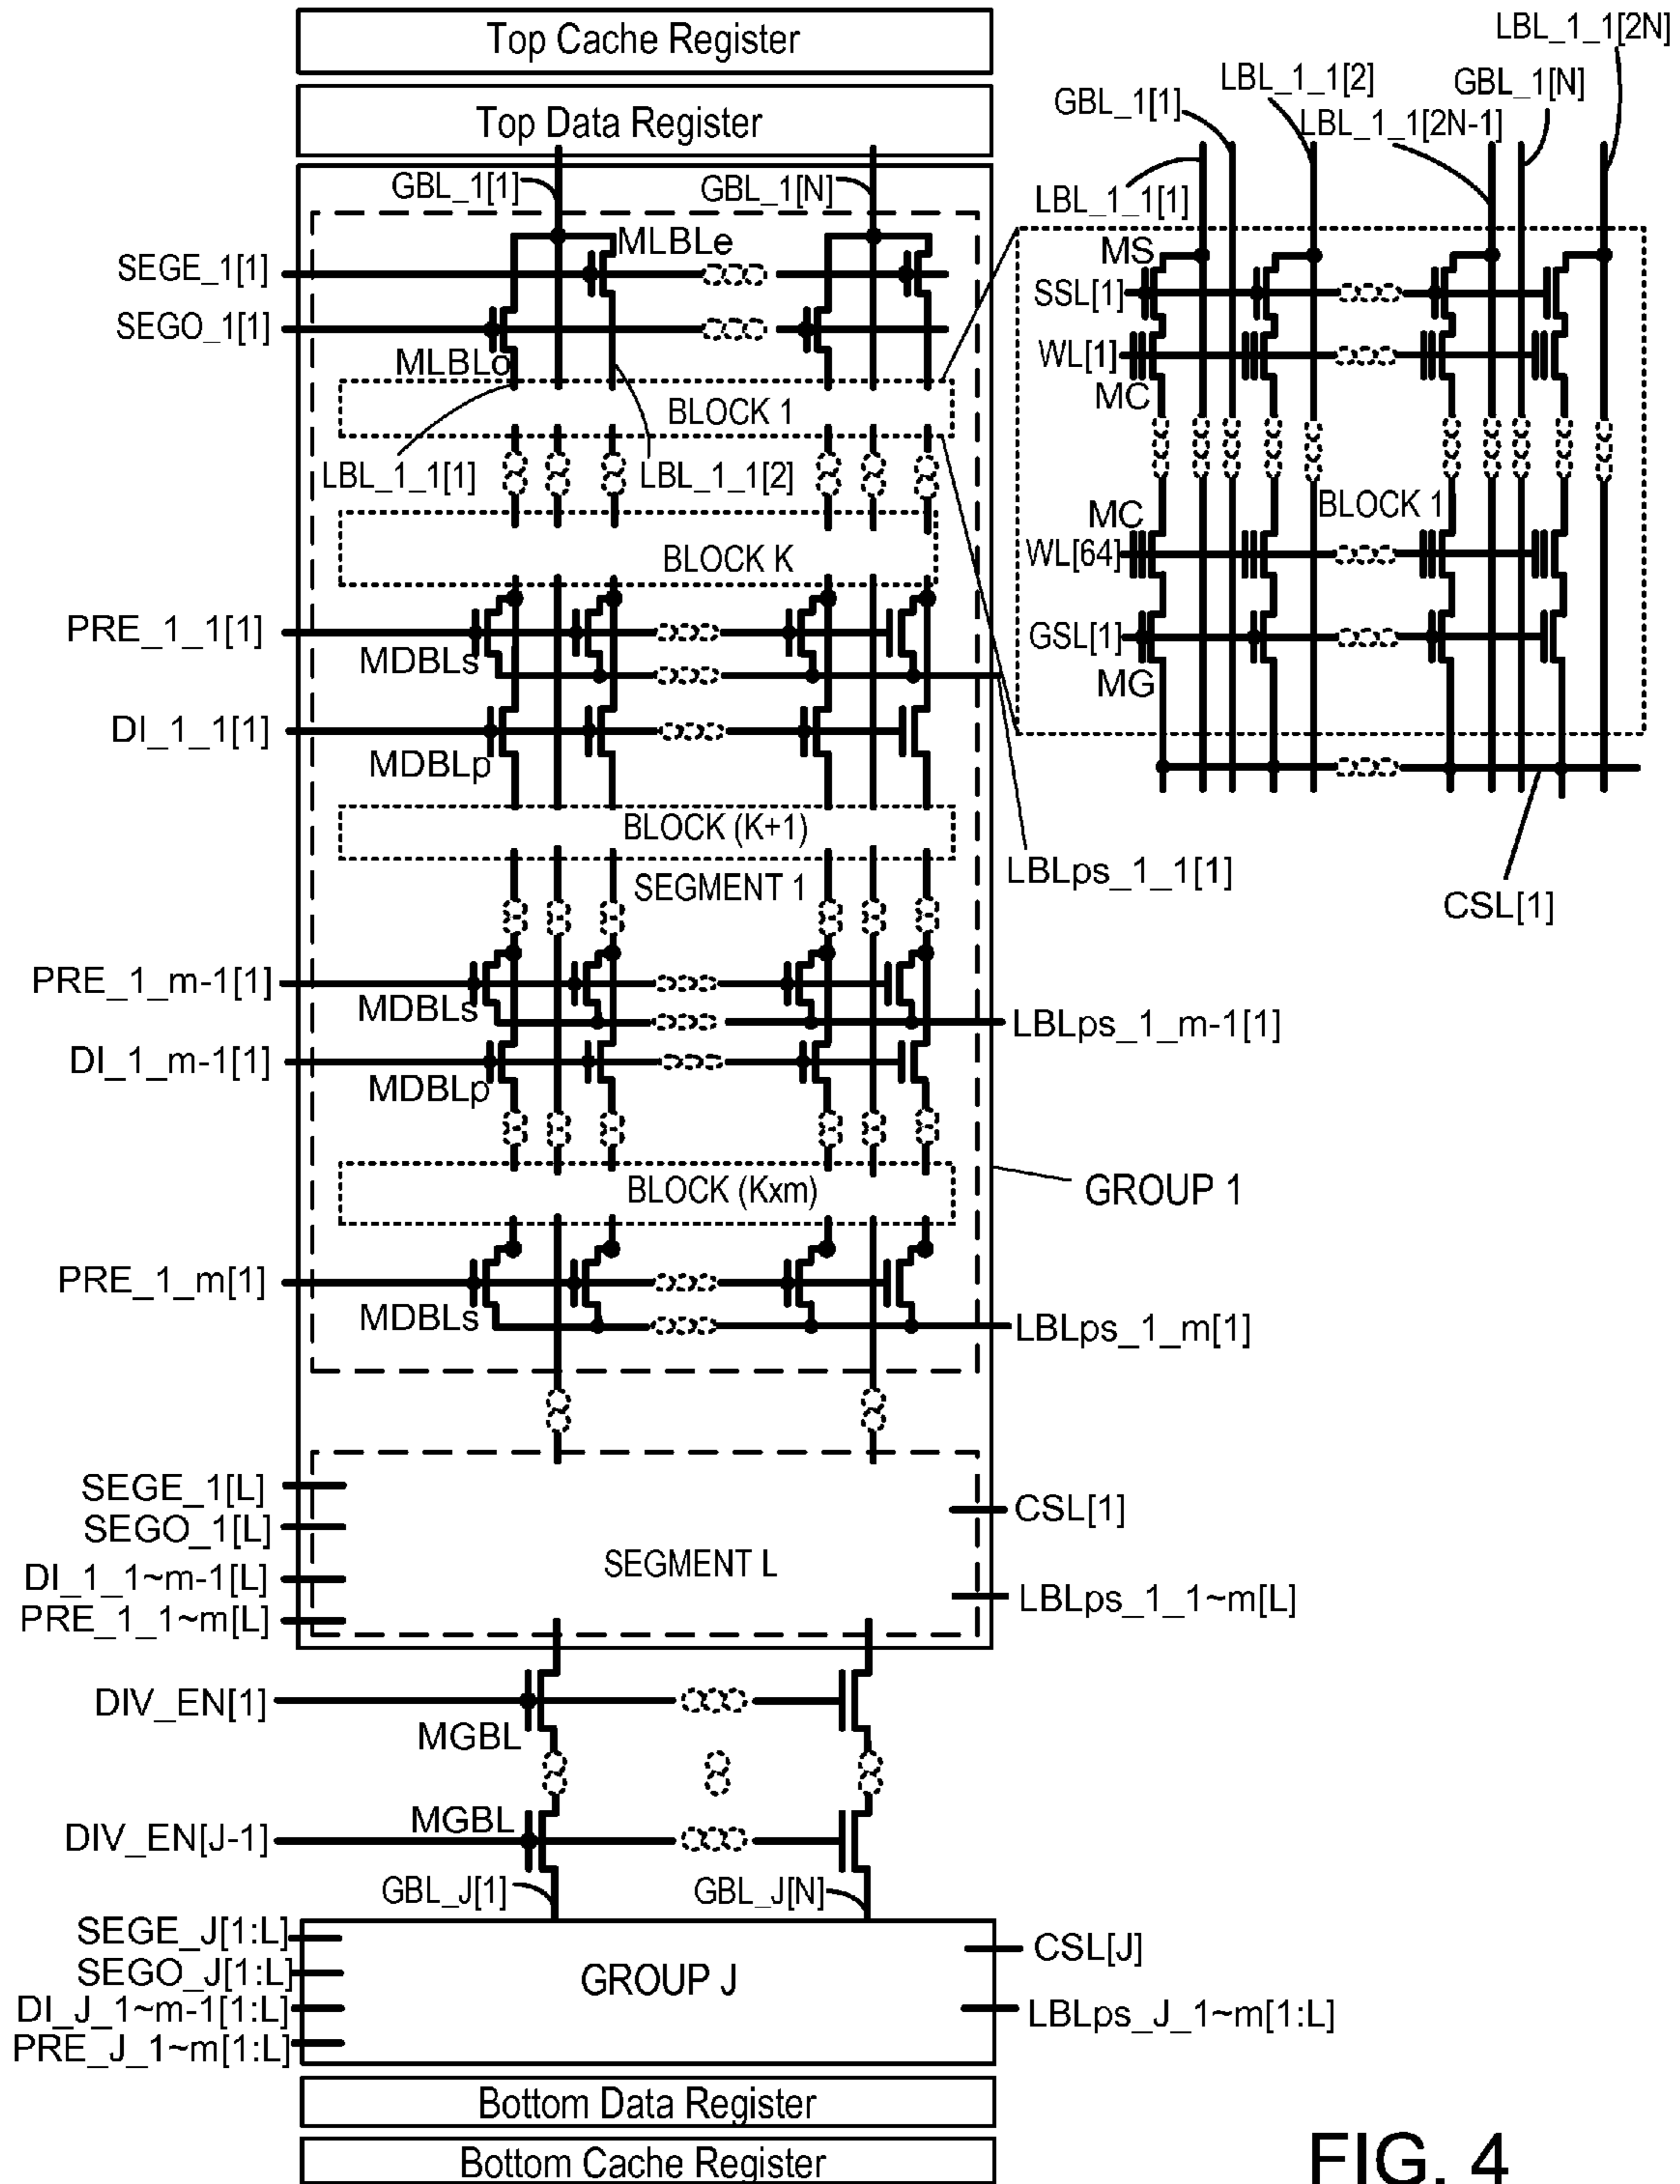 Top Cache Register
Top Data Register
GBL_1[1]
GBL_1[N]
MLBLe
SEGE_1[1]
SEGO_1[1]
MLBLo
BLOCK 1
LBL_1_1[1]
LBL_1_1[2]
BLOCK K
PRE_1_1[1]
MDBLs
DI_1_1[1]
MDBLp
BLOCK (K+1)
SEGMENT 1
LBLps_1_1[1]
PRE_1_m-1[1]
MDBLs
LBLps_1_m-1[1]
DI_1_m-1[1]
MDBLp
BLOCK (Kxm)
GROUP 1
PRE_1_m[1]
MDBLs
LBLps_1_m[1]
SEGE_1[L]
SEGO_1[L]
DI_1_1~m-1[L]
PRE_1_1~m[L]
SEGMENT L
CSL[1]
LBLps_1_1~m[L]
DIV_EN[1]
MGBL
MGBL
DIV_EN[J-1]
GBL_J[1]
GBL_J[N]
SEGE_J[1:L]
SEGO_J[1:L]
DI_J_1~m-1[1:L]
PRE_J_1~m[1:L]
GROUP J
CSL[J]
LBLps_J_1~m[1:L]
Bottom Data Register
Bottom Cache Register
LBL_1_1[2N]
LBL_1_1[2]
GBL_1[N]
GBL_1[1]
LBL_1_1[2N-1]
LBL_1_1[1]
MS
SSL[1]
WL[1]
MC
BLOCK 1
MC
WL[64]
GSL[1]
MG
CSL[1]
FIG. 4